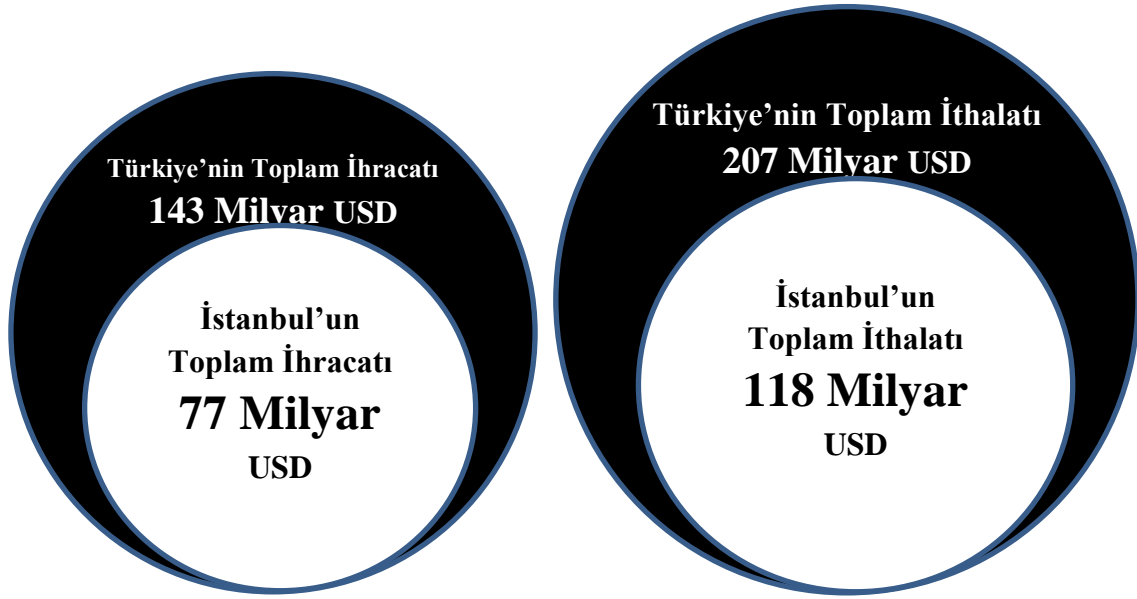 Türkiye’nin Toplam İhracatı
143 Milyar USD
İstanbul’un
Toplam İhracatı
77 Milyar
USD
Türkiye’nin Toplam İthalatı
207 Milyar USD
İstanbul’un
Toplam İthalatı
118 Milyar
USD